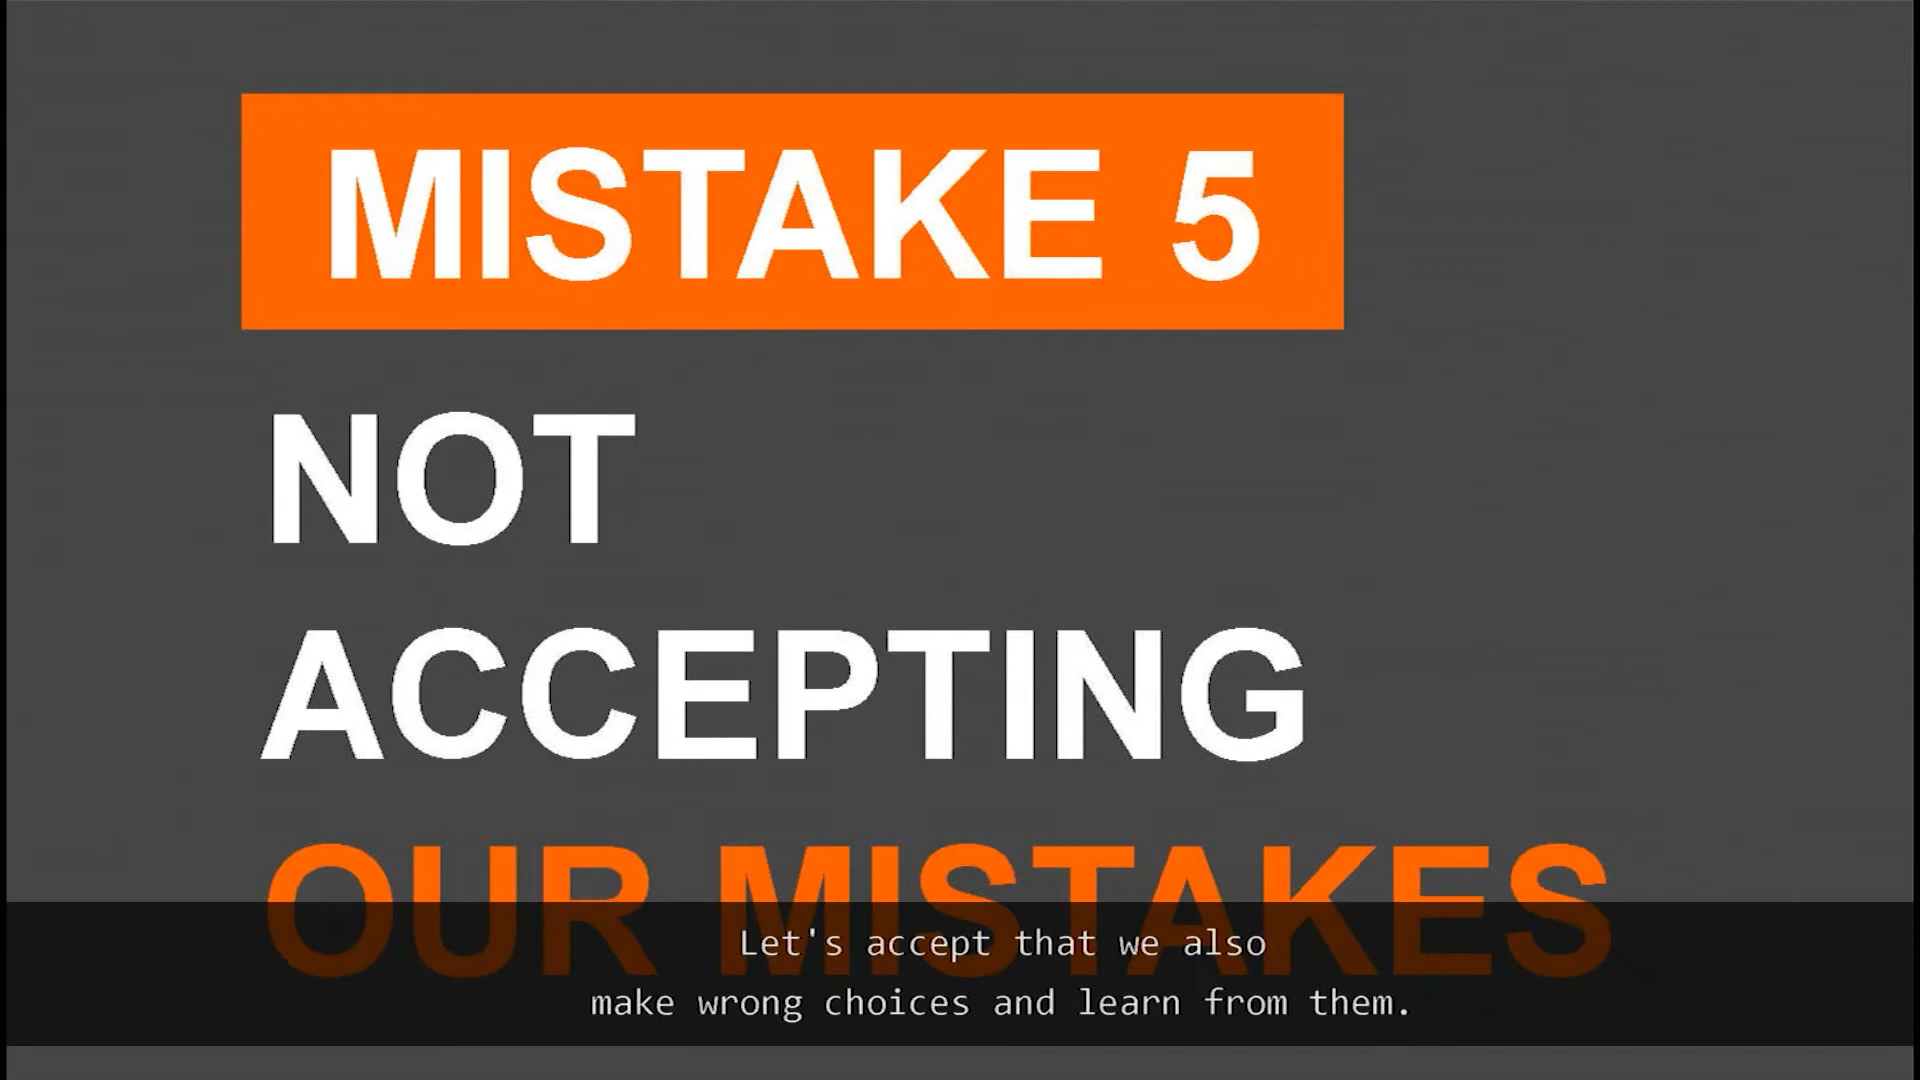 MISTAKE 5
NOT
ACCEPTING
OUR MISTAKES
Let's accept that we also
make wrong choices and learn from them.